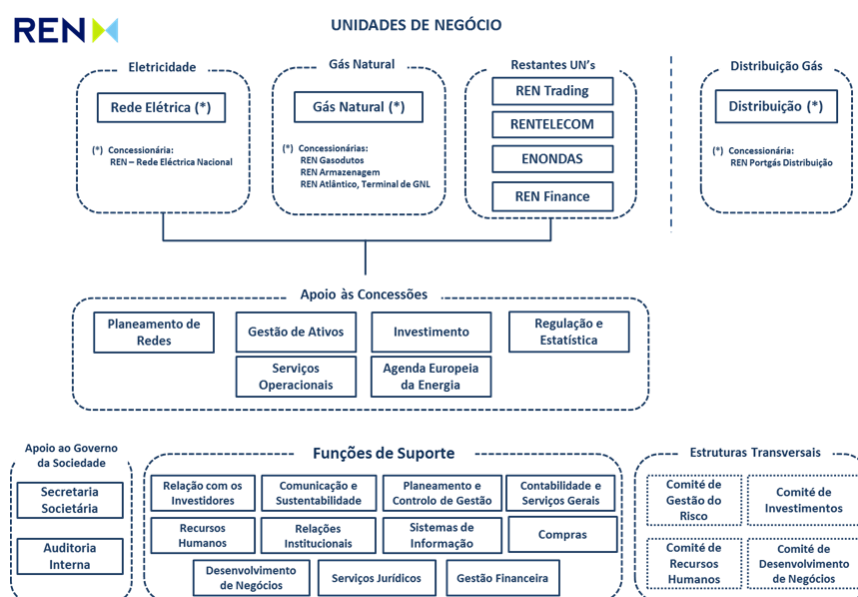 REN
UNIDADES DE NEGÓCIO
Eletricidade
Rede Elétrica (*)
(*) Concessionária:
REN – Rede Eléctrica Nacional
Gás Natural
Gás Natural (*)
(*) Concessionárias:
REN Gasodutos
REN Armazenagem
REN Atlântico, Terminal de GNL
Restantes UN's
REN Trading
RENTELECOM
ENONDAS
REN Finance
Distribuição Gás
Distribuição (*)
(*) Concessionária:
REN Portgás Distribuição
Apoio às Concessões
Planeamento de
Redes
Gestão de Ativos
Investimento
Regulação e
Estatística
Serviços
Operacionais
Agenda Europeia
da Energia
Apoio ao Governo
da Sociedade
Secretaria
Societária
Auditoria
Interna
Funções de Suporte
Relação com os
Investidores
Comunicação e
Sustentabilidade
Planeamento e
Controlo de Gestão
Contabilidade e
Serviços Gerais
Recursos
Humanos
Relações
Institucionais
Sistemas de
Informação
Compras
Desenvolvimento
de Negócios
Serviços Jurídicos
Gestão Financeira
Estruturas Transversais
Comité de
Gestão do
Risco
Comité de
Investimentos
Comité de
Recursos
Humanos
Comité de
Desenvolvimento
de Negócios